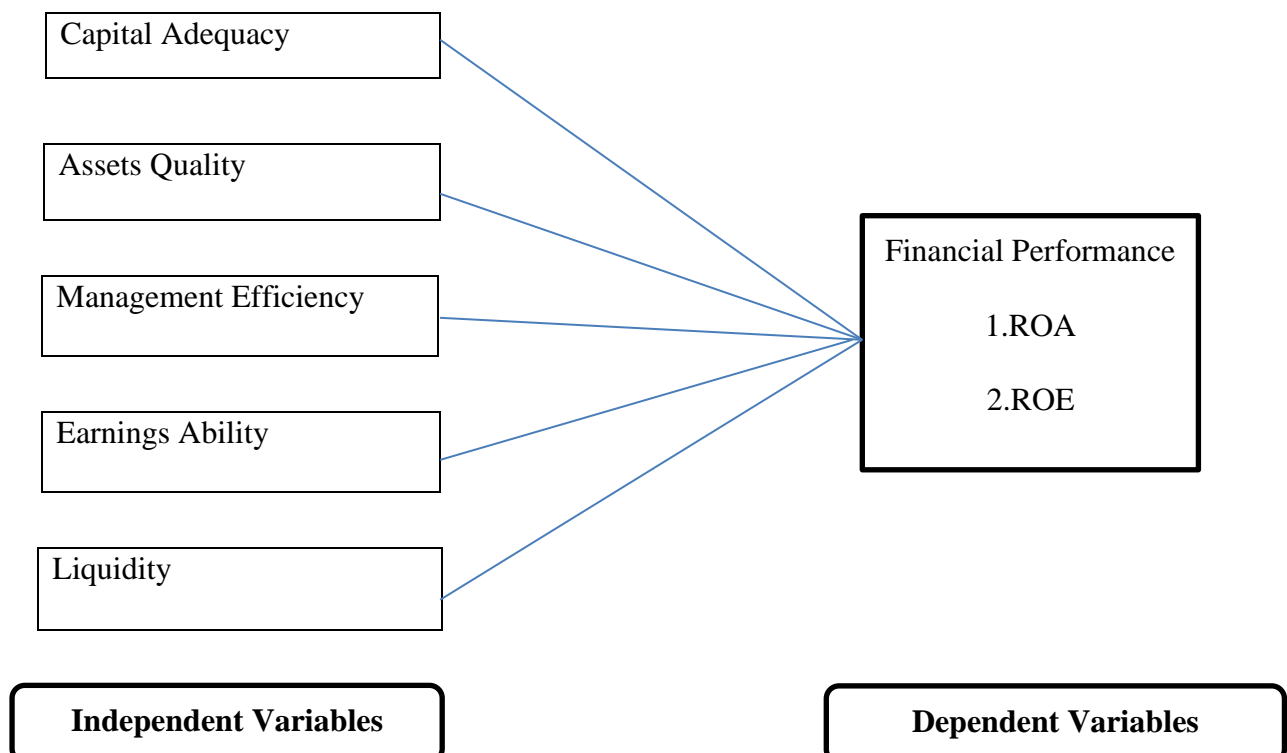 Capital Adequacy
Assets Quality
Management Efficiency
Earnings Ability
Liquidity
Financial Performance
1.ROA
2.ROE
Independent Variables
Dependent Variables